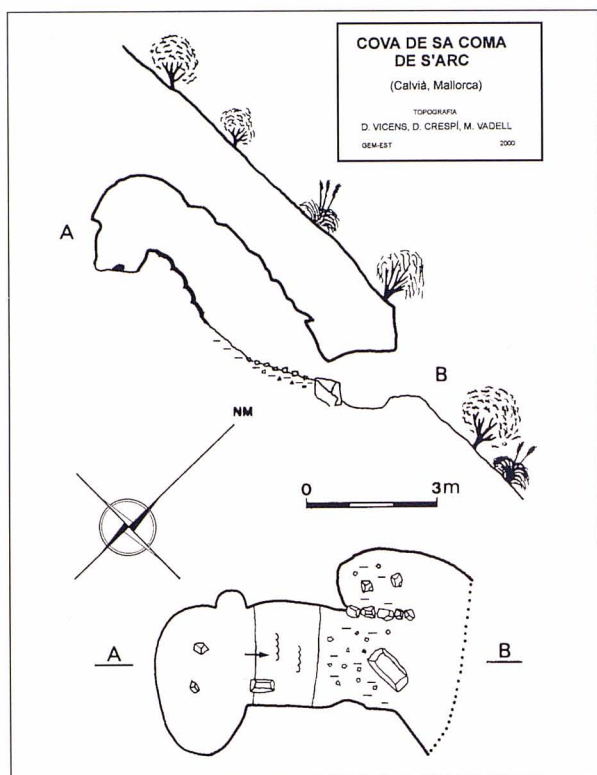 COVA DE SA COMA
DE S'ARC
(Calvià, Mallorca)
TOPOGRAFIA
D. VICENS, D. CRESPÍ, M. VADELL
GEM-EST 2000
A
B
NM
0 3m
A
B